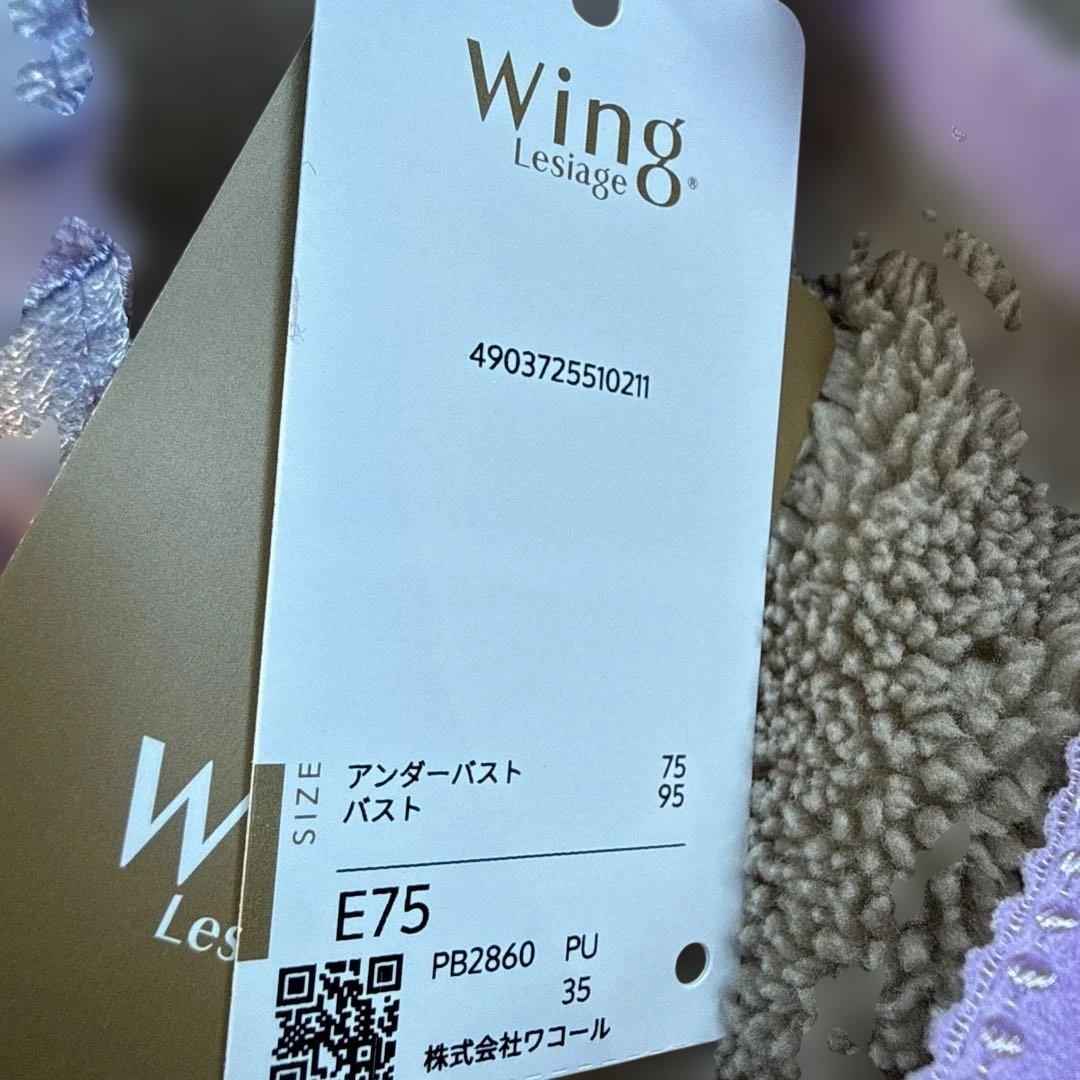 Wing
Lesiage®
4903725510211
SIZE
アンダーバスト 75
バスト 95
E75
PB2860 PU
35
株式会社ワコール
W
Les